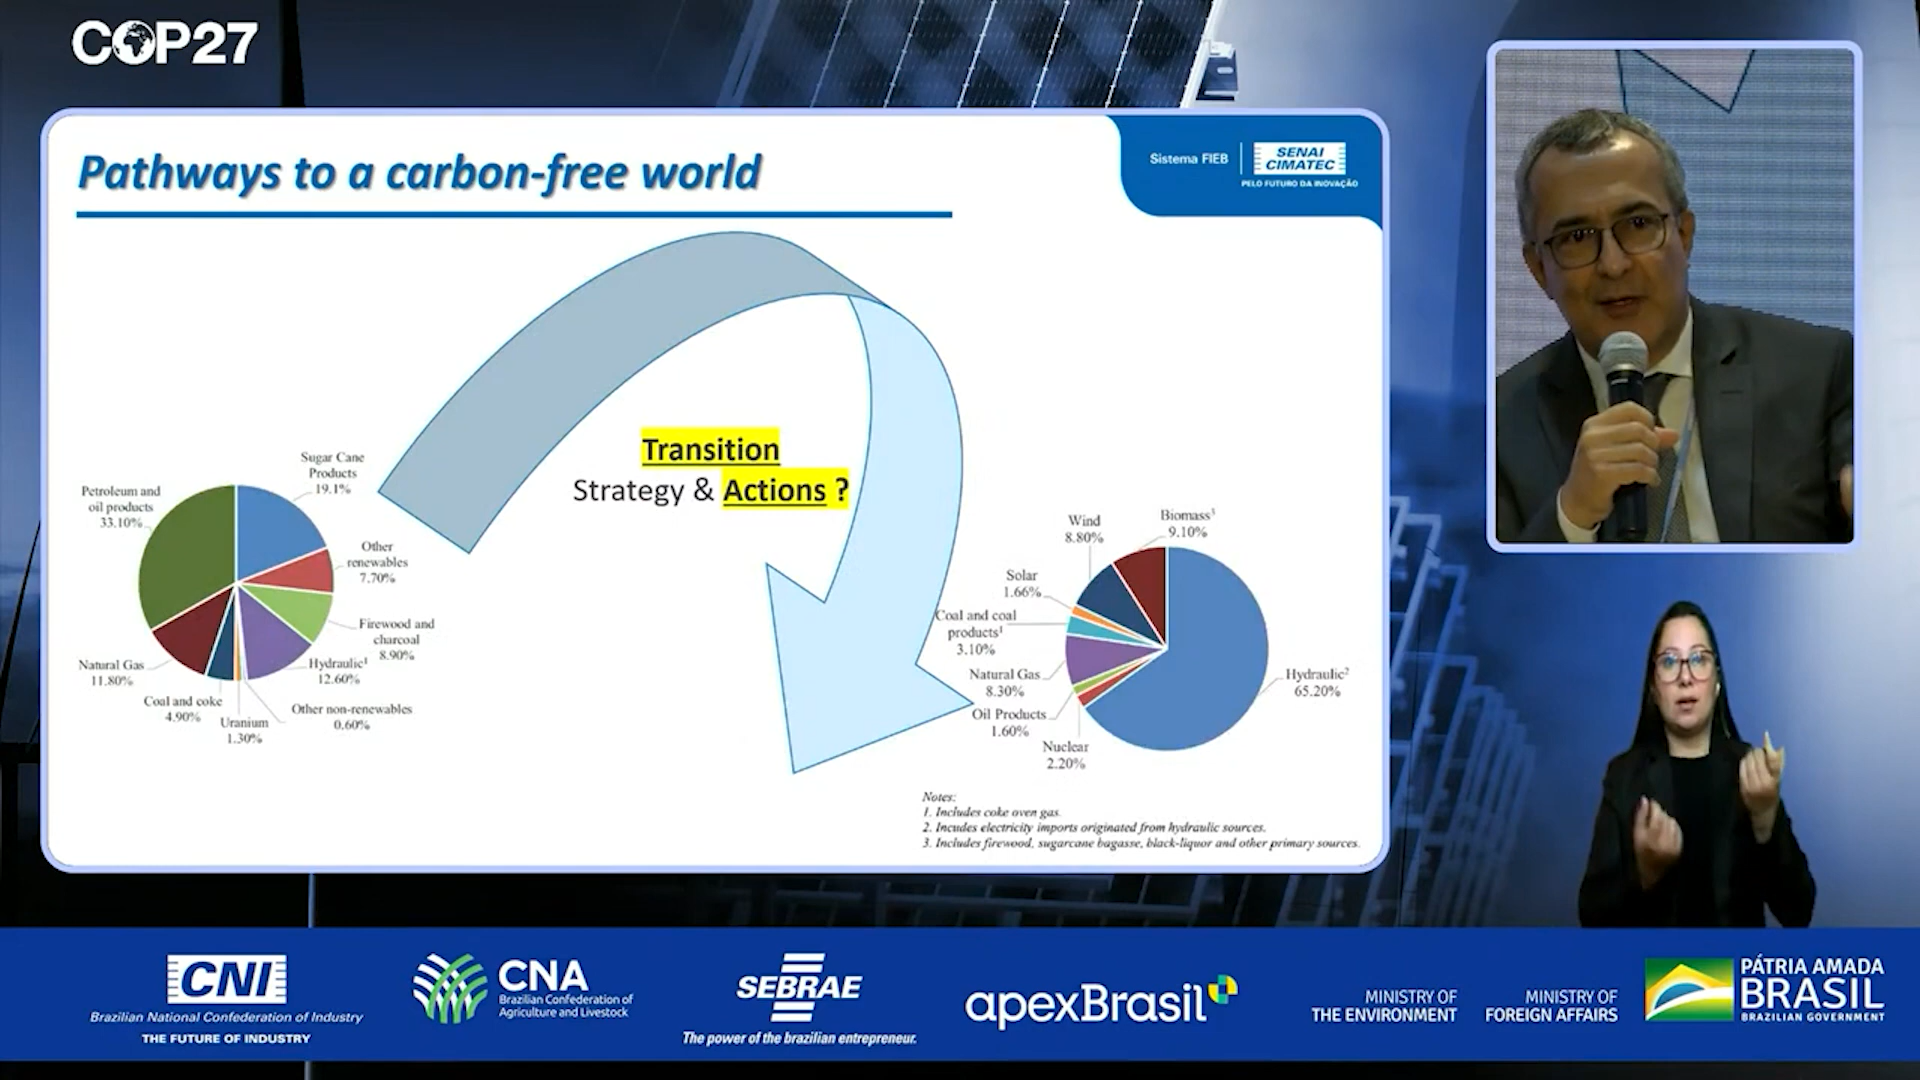 COP27
Pathways to a carbon-free world
Sistema FIEB
SENAI
CIMATEC
PELO FUTURO DA INOVAÇÃO
Transition
Strategy & Actions ?
Sugar Cane
Products
19.1%
Petroleum and
oil products
33.10%
Other
renewables
7.70%
Firewood and
charcoal
8.90%
Hydraulic¹
12.60%
Natural Gas
11.80%
Coal and coke
4.90%
Uranium
1.30%
Other non-renewables
0.60%
Wind
8.80%
Biomass³
9.10%
Solar
1.66%
Coal and coal
products¹
3.10%
Natural Gas
8.30%
Oil Products
1.60%
Nuclear
2.20%
Hydraulic²
65.20%
Notes:
1. Includes coke oven gas.
2. Incudes electricity imports originated from hydraulic sources.
3. Includes firewood, sugarcane bagasse, black-liquor and other primary sources.
CNI
Brazilian National Confederation of Industry
THE FUTURE OF INDUSTRY
CNA
Brazilian Confederation of
Agriculture and Livestock
SEBRAE
The power of the brazilian entrepreneur.
apexBrasil
MINISTRY OF
THE ENVIRONMENT
MINISTRY OF
FOREIGN AFFAIRS
PÁTRIA AMADA
BRASIL
BRAZILIAN GOVERNMENT